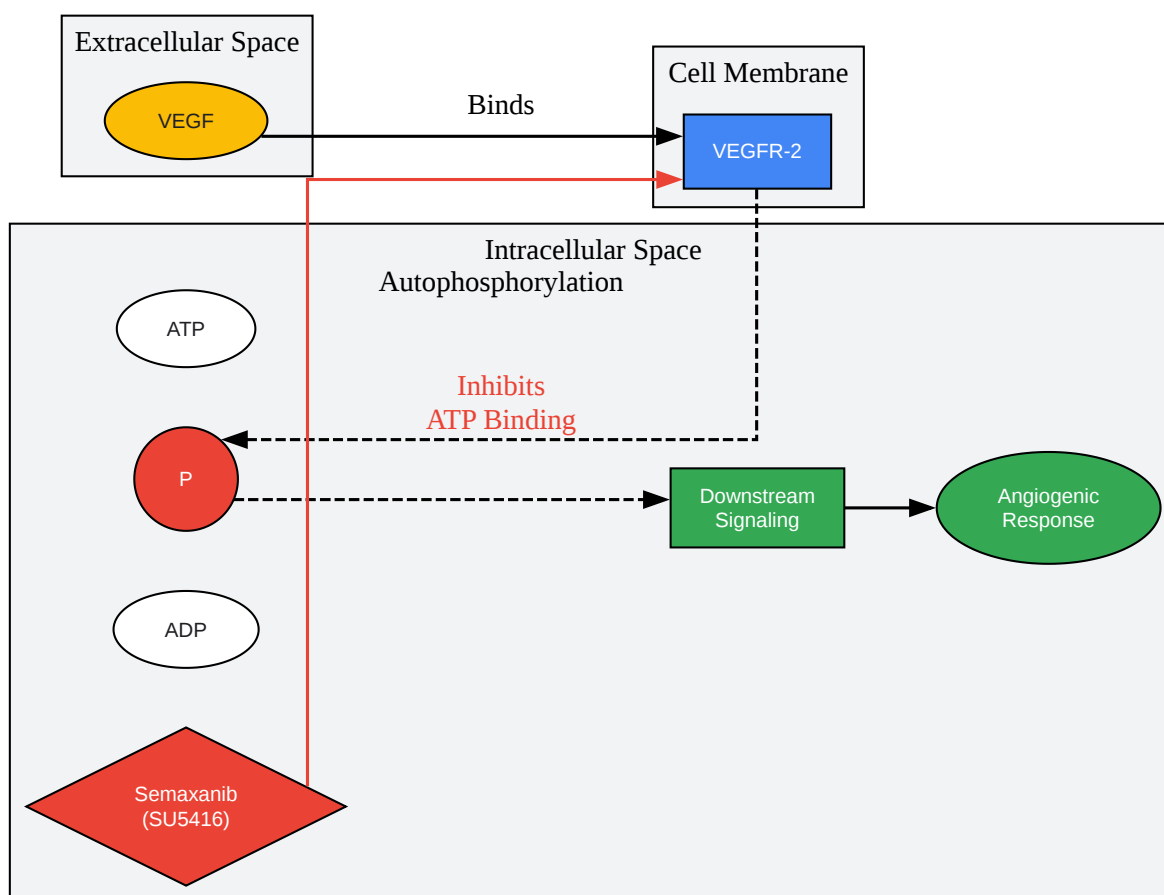 Extracellular Space
VEGF
Binds
Cell Membrane
VEGFR-2
Intracellular Space
Autophosphorylation
ATP
Inhibits
ATP Binding
P
Downstream
Signaling
Angiogenic
Response
ADP
Semaxanib
(SU5416)